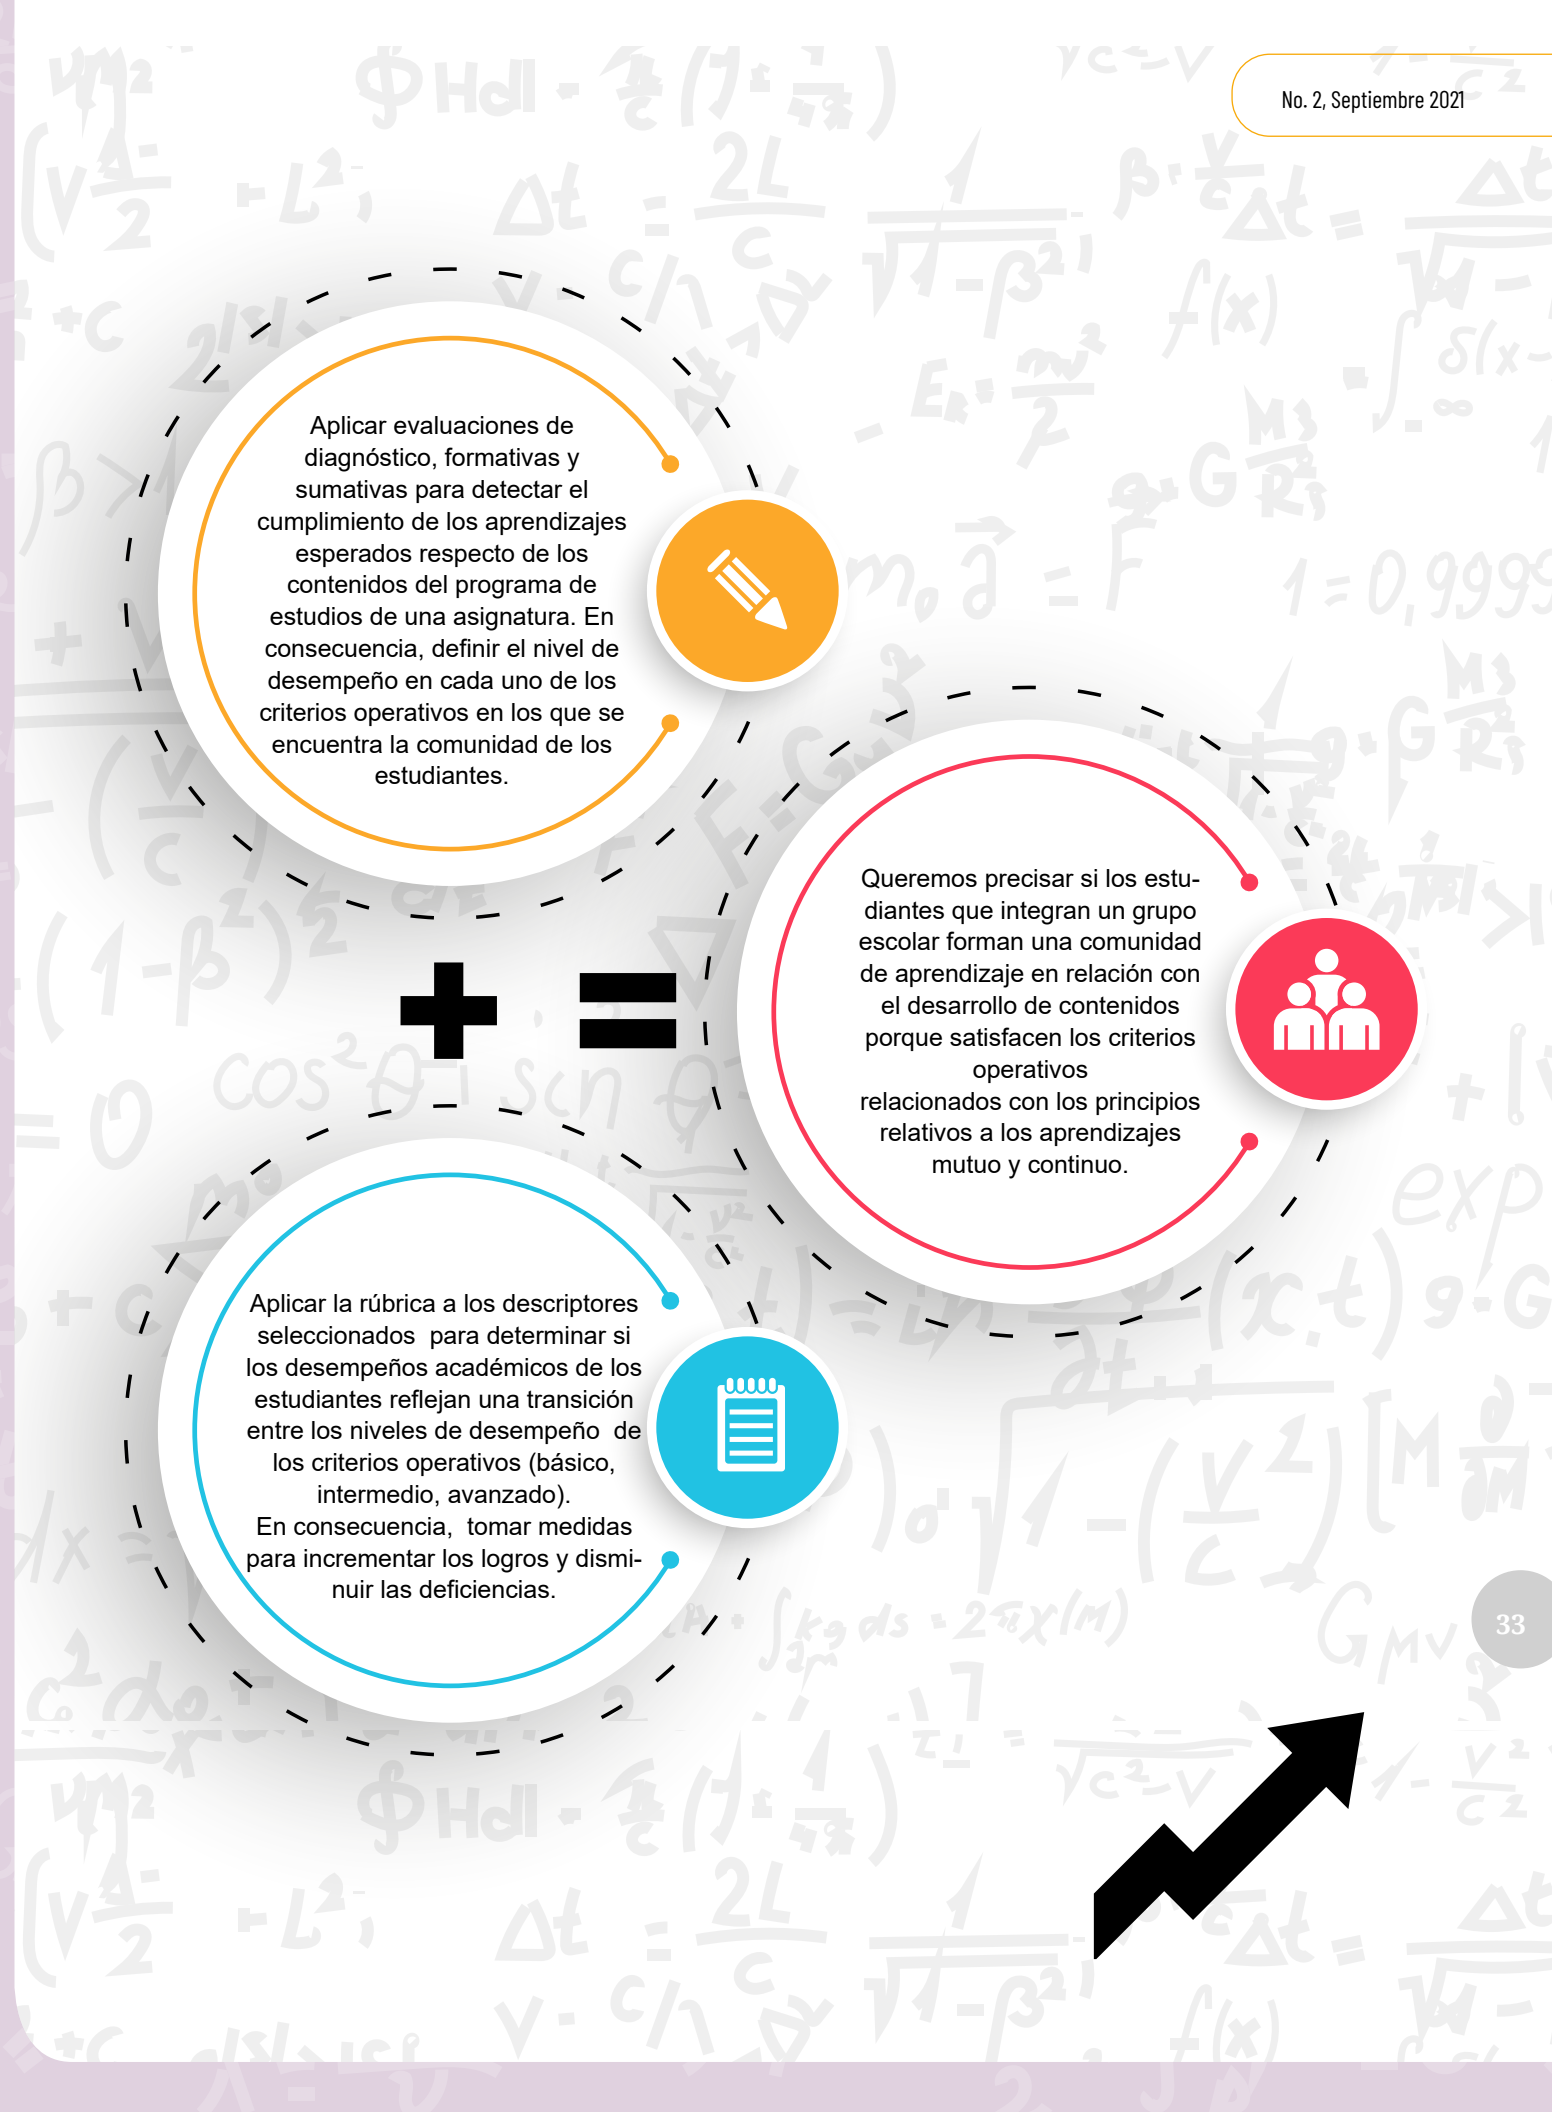 No. 2, Septiembre 2021
Aplicar evaluaciones de
diagnóstico, formativas y
sumativas para detectar el
cumplimiento de los aprendizajes
esperados respecto de los
contenidos del programa de
estudios de una asignatura. En
consecuencia, definir el nivel de
desempeño en cada uno de los
criterios operativos en los que se
encuentra la comunidad de los
estudiantes.
+ =
Queremos precisar si los estu-
diantes que integran un grupo
escolar forman una comunidad
de aprendizaje en relación con
el desarrollo de contenidos
porque satisfacen los criterios
operativos
relacionados con los principios
relativos a los aprendizajes
mutuo y continuo.
Aplicar la rúbrica a los descriptores
seleccionados  para determinar si
los desempeños académicos de los
estudiantes reflejan una transición
entre los niveles de desempeño  de
los criterios operativos (básico,
intermedio, avanzado).
En consecuencia,  tomar medidas
para incrementar los logros y dismi-
nuir las deficiencias.
33